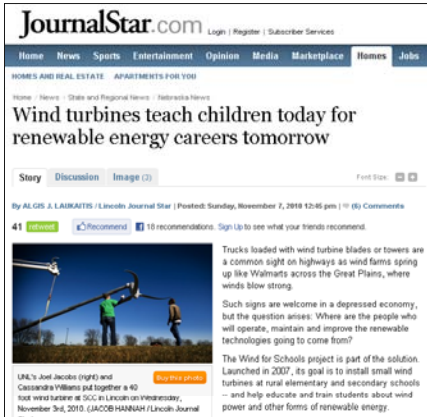 JournalStar.com Login | Register | Subscriber Services
Home News Sports Entertainment Opinion Media Marketplace Homes Jobs
HOMES AND REAL ESTATE APARTMENTS FOR YOU
Home / News / State and Regional News / Nebraska News
Wind turbines teach children today for
renewable energy careers tomorrow
Story Discussion Image (2) Font Size:
By ALGIS J. LAUKAITIS / Lincoln Journal Star | Posted: Sunday, November 7, 2010 12:45 pm | (6) Comments
41 retweet Recommend 18 recommendations. Sign Up to see what your friends recommend.
Trucks loaded with wind turbine blades or towers are
a common sight on highways as wind farms spring
up like Walmarts across the Great Plains, where
winds blow strong.
Such signs are welcome in a depressed economy,
but the question arises: Where are the people who
will operate, maintain and improve the renewable
technologies going to come from?
The Wind for Schools project is part of the solution.
Launched in 2007, its goal is to install small wind
turbines at rural elementary and secondary schools
-- and help educate and train students about wind
power and other forms of renewable energy.
Buy this photo
UNL's Joel Jacobs (right) and
Cassandra Williams put together a 40
foot wind turbine at SCC in Lincoln on Wednesday,
November 3rd, 2010. (JACOB HANNAH / Lincoln Journal